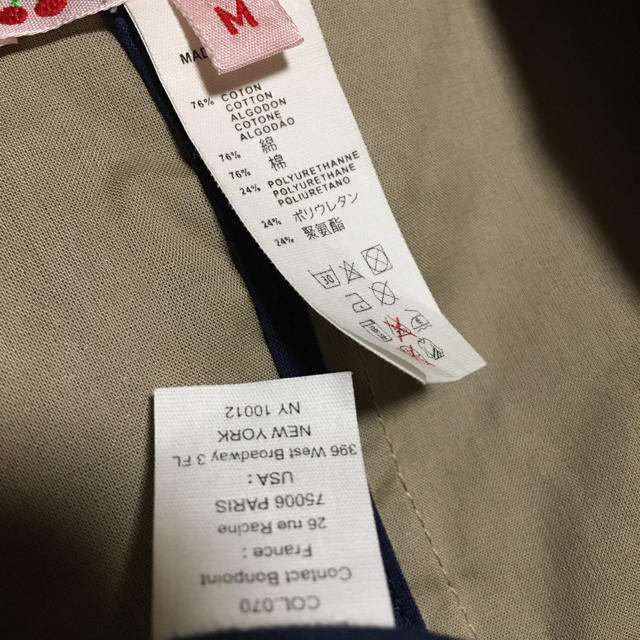 M
MAD
76% COTON
COTTON
ALGODON
COTONE
ALGODÃO
76% 綿
76% 棉
24% POLYURETHANNE
POLYURETHANE
POLIURETANO
24% ポリウレタン
24% 聚氨酯
30
COL.070
Contact Bonpoint
France :
26 rue Racine
75006 PARIS
USA :
396 West Broadway 3 FL
NEW YORK
NY 10012